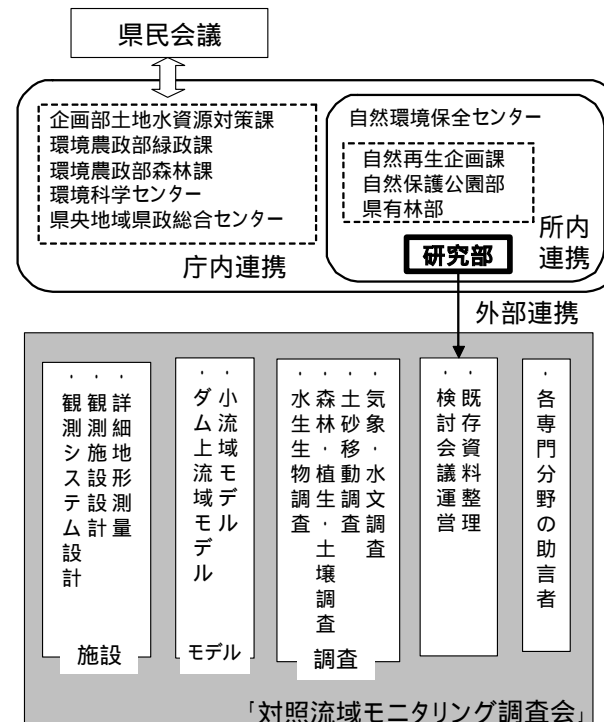 県民会議
企画部土地水資源対策課
環境農政部緑政課
環境農政部森林課
環境科学センター
県央地域県政総合センター
庁内連携
自然環境保全センター
自然再生企画課
自然保護公園部
県有林部
研究部
所内
連携
外部連携
・詳細地形測量
・観測施設設計
・観測システム設計
施設
・小流域モデル
・ダム上流域モデル
モデル
・気象・水文調査
・土砂移動調査
・森林・植生・土壌調査
・水生生物調査
調査
・既存資料整理
・検討会議運営
・各専門分野の助言者
「対照流域モニタリング調査会」